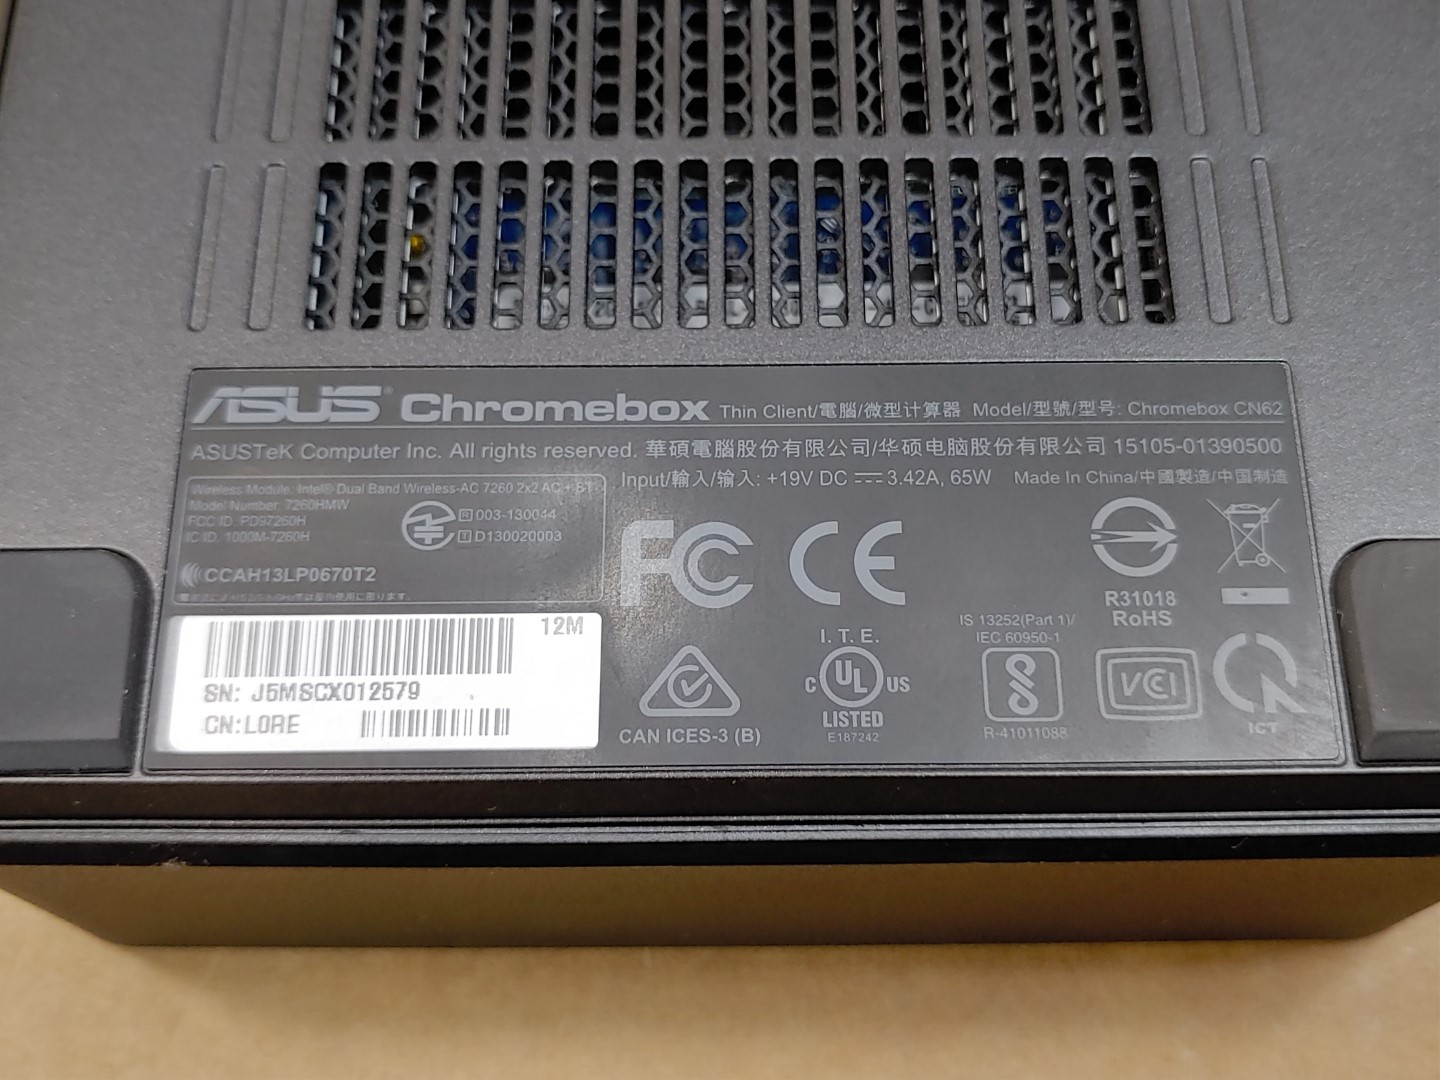 ASUS® Chromebox Thin Client/電腦/微型计算器 Model/型號/型号: Chromebox CN62
ASUSTeK Computer Inc. All rights reserved. 華碩電腦股份有限公司/华硕电脑股份有限公司 15105-01390500
Input/輸入/输入: +19V DC 3.42A, 65W Made In China/中國製造/中国制造
Wireless Module: Intel® Dual Band Wireless-AC 7260 2x2 AC + BT
Model Number: 7260HMW
FCC ID: PD97260H
IC ID: 1000M-7260H
R 003-130044
T D130020003
CCAH13LP0670T2
FC CE
R31018
RoHS
12M
SN: J5MSCX012579
CN:LORE
CAN ICES-3 (B)
I.T.E.
C UL US
LISTED
E187242
IS 13252(Part 1)/
IEC 60950-1
R-41011088
VCCI
ICT